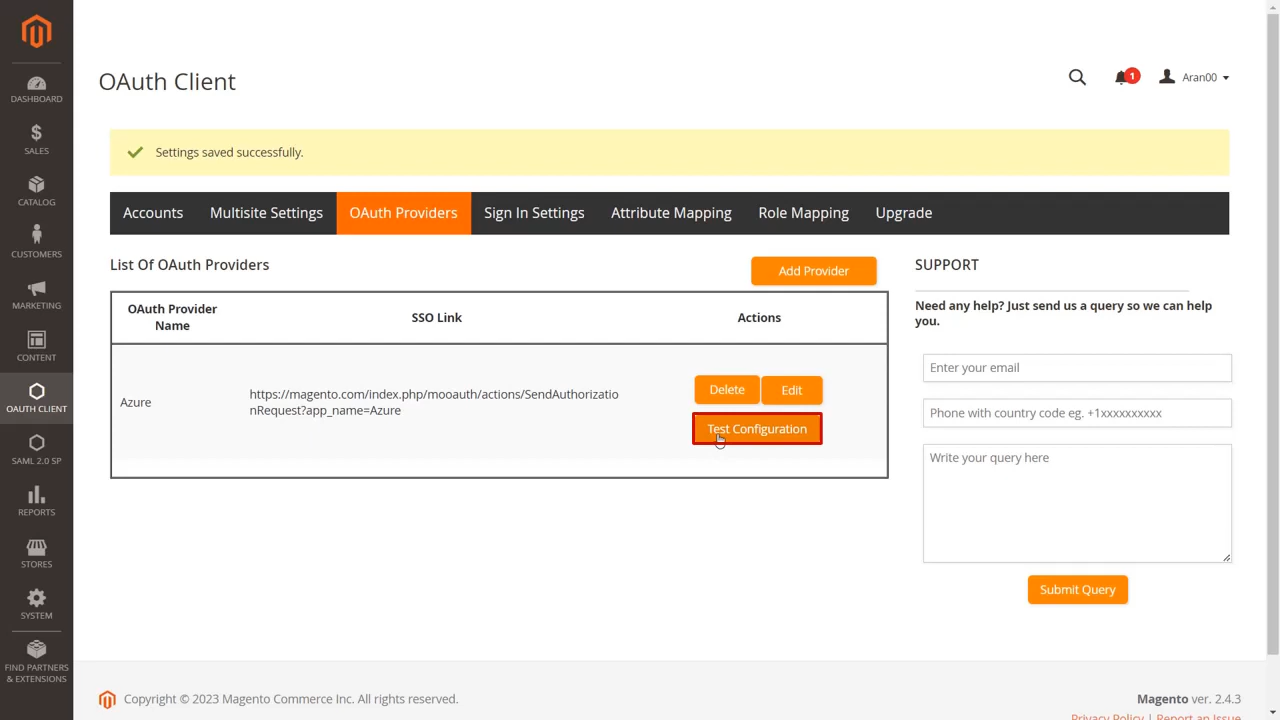 DASHBOARD
SALES
CATALOG
CUSTOMERS
MARKETING
CONTENT
OAUTH CLIENT
SAML 2.0 SP
REPORTS
STORES
SYSTEM
FIND PARTNERS
& EXTENSIONS
OAuth Client
1
Aran00
Settings saved successfully.
Accounts Multisite Settings OAuth Providers Sign In Settings Attribute Mapping Role Mapping Upgrade
List Of OAuth Providers
Add Provider
OAuth Provider
Name
SSO Link
Actions
Azure
https://magento.com/index.php/mooauth/actions/SendAuthorizatio
nRequest?app_name=Azure
Delete
Edit
Test Configuration
SUPPORT
Need any help? Just send us a query so we can help
you.
Enter your email
Phone with country code eg. +1xxxxxxxxxx
Write your query here
Submit Query
Copyright © 2023 Magento Commerce Inc. All rights reserved.
Magento ver. 2.4.3
Privacy Policy | Report an Issue